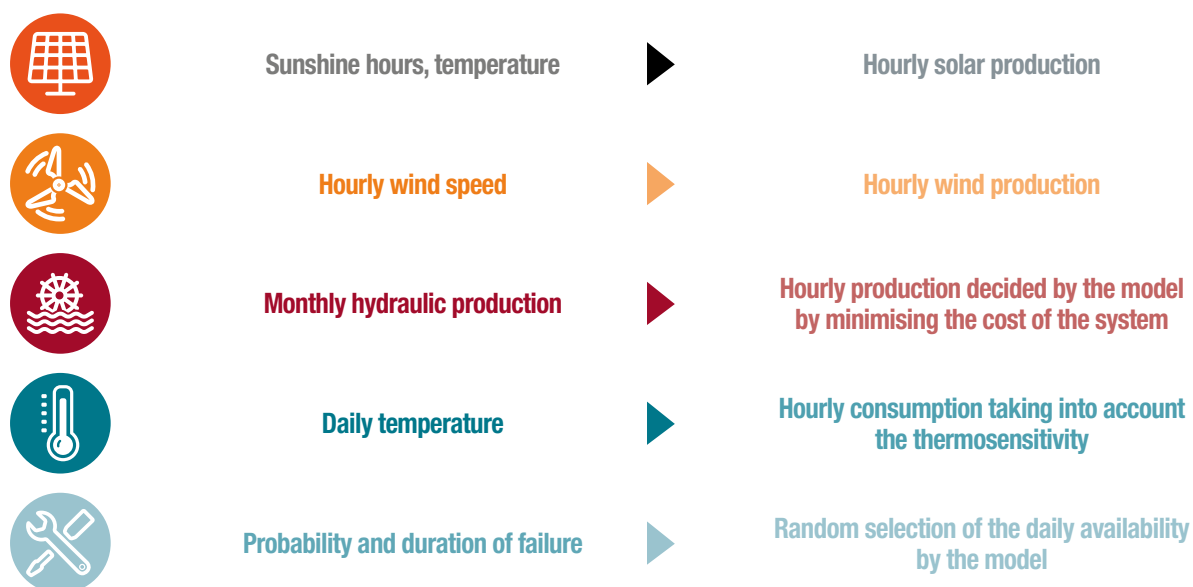 Sunshine hours, temperature
Hourly solar production
Hourly wind speed
Hourly wind production
Monthly hydraulic production
Hourly production decided by the model
by minimising the cost of the system
Daily temperature
Hourly consumption taking into account
the thermosensitivity
Probability and duration of failure
Random selection of the daily availability
by the model